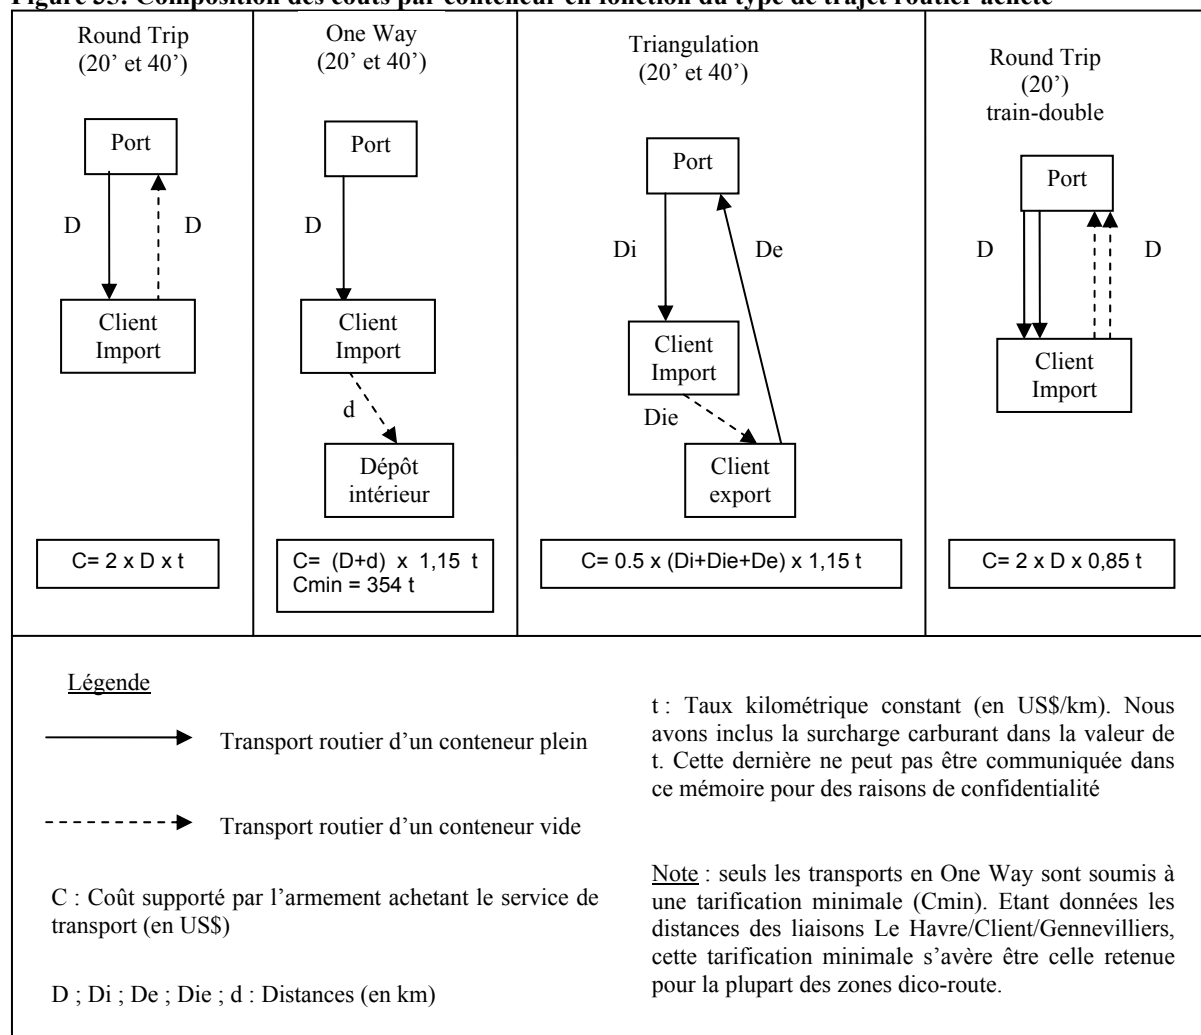 Figure 35: Composition des coûts par conteneur en fonction du type de trajet routier acheté
Round Trip
(20’ et 40’)
Port
D
D
Client
Import
C= 2 x D x t
One Way
(20’ et 40’)
Port
D
Client
Import
d
Dépôt
intérieur
C= (D+d) x 1,15 t
Cmin = 354 t
Triangulation
(20’ et 40’)
Port
Di
De
Client
Import
Die
Client
export
C= 0.5 x (Di+Die+De) x 1,15 t
Round Trip
(20’)
train-double
Port
D
D
Client
Import
C= 2 x D x 0,85 t
Légende
Transport routier d’un conteneur plein
Transport routier d’un conteneur vide
C : Coût supporté par l’armement achetant le service de
transport (en US$)
D ; Di ; De ; Die ; d : Distances (en km)
t : Taux kilométrique constant (en US$/km). Nous
avons inclus la surcharge carburant dans la valeur de
t. Cette dernière ne peut pas être communiquée dans
ce mémoire pour des raisons de confidentialité
Note : seuls les transports en One Way sont soumis à
une tarification minimale (Cmin). Etant données les
distances des liaisons Le Havre/Client/Gennevilliers,
cette tarification minimale s’avère être celle retenue
pour la plupart des zones dico-route.